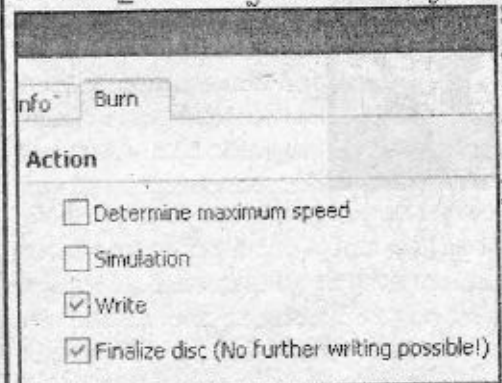 nfo
Burn
Action
Determine maximum speed
Simulation
Write
Finalize disc (No further writing possible!)